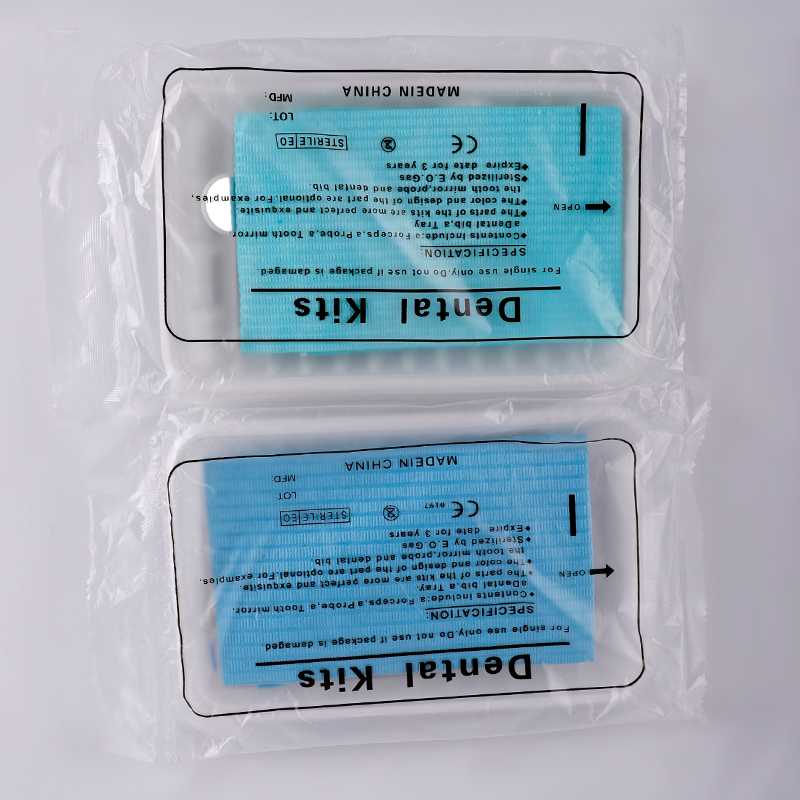 Dental Kits
For single use only.Do not use if package is damaged
SPECIFICATION:
◆Contents include:a Forceps,a Probe,a Tooth mirror
aDental bib,a Tray
◆The parts of the kits are more perfect and exquisite
◆The color and design of the part are optional.For examples,
the tooth mirror,probe and dental bib.
◆Sterilized by E.O.Gas
◆Expire date for 3 years
CE
STERILE EO
LOT:
MFD:
MADEIN CHINA
OPEN
Dental Kits
For single use only.Do not use if package is damaged
SPECIFICATION:
◆Contents include:a Forceps,a Probe,a Tooth mirror.
aDental bib,a Tray.
◆The parts of the kits are more perfect and exquisite.
◆The color and design of the part are optional.For examples.
the tooth mirror,probe and dental bib
◆Sterilized by E.O.Gas
◆Expire date for 3 years
CE 0197
STERILE EO
LOT
MFD:
MADEIN CHINA
OPEN